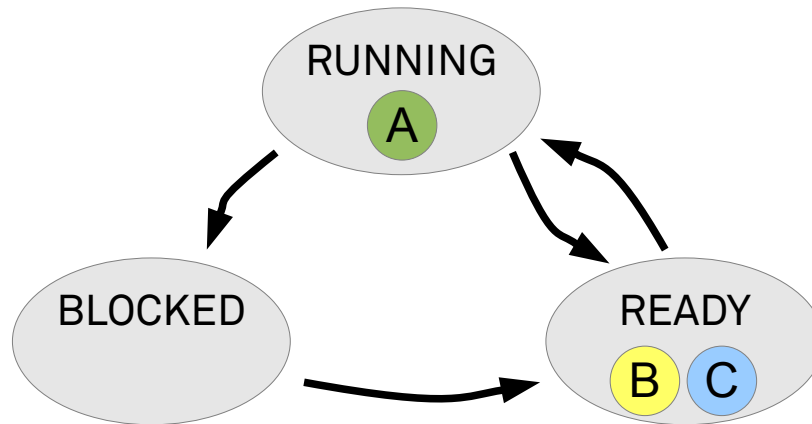 RUNNING
A
BLOCKED
READY
B C